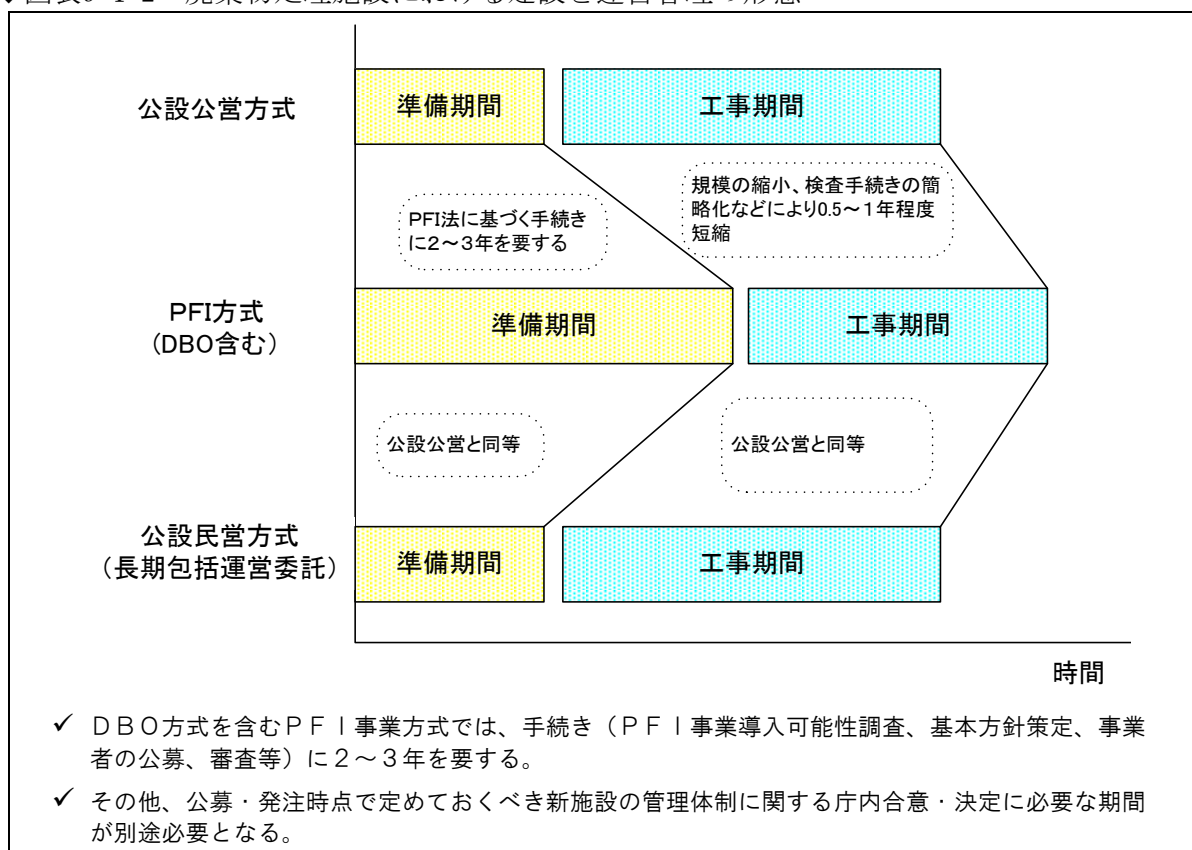 公設公営方式
準備期間
工事期間
PFI法に基づく手続き
に2～3年を要する
規模の縮小、検査手続きの簡
略化などにより0.5～1年程度
短縮
PFI方式
(DBO含む)
準備期間
工事期間
公設公営と同等
公設公営と同等
公設民営方式
(長期包括運営委託)
準備期間
工事期間
時間
✓ DBO方式を含むPFI事業方式では、手続き（PFI事業導入可能性調査、基本方針策定、事業
者の公募、審査等）に2～3年を要する。
✓ その他、公募・発注時点で定めておくべき新施設の管理体制に関する庁内合意・決定に必要な期間
が別途必要となる。